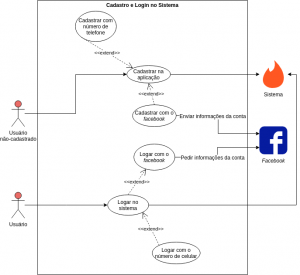 Cadastro e Login no Sistema
Cadastrar com
número de
telefone
<<extend>>
Cadastrar na
aplicação
Sistema
<<extend>>
Usuário
não-cadastrado
Cadastrar com o
facebook
Enviar informações da conta
Logar com o
facebook
Pedir informações da conta
Facebook
<<extend>>
Usuário
Logar no
sistema
<<extend>>
Logar com o
número de celular